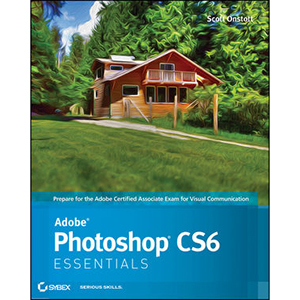 Scott Onstott
Prepare for the Adobe Certified Associate Exam for Visual Communication
Adobe®
Photoshop® CS6
ESSENTIALS
SYBEX
SERIOUS SKILLS.